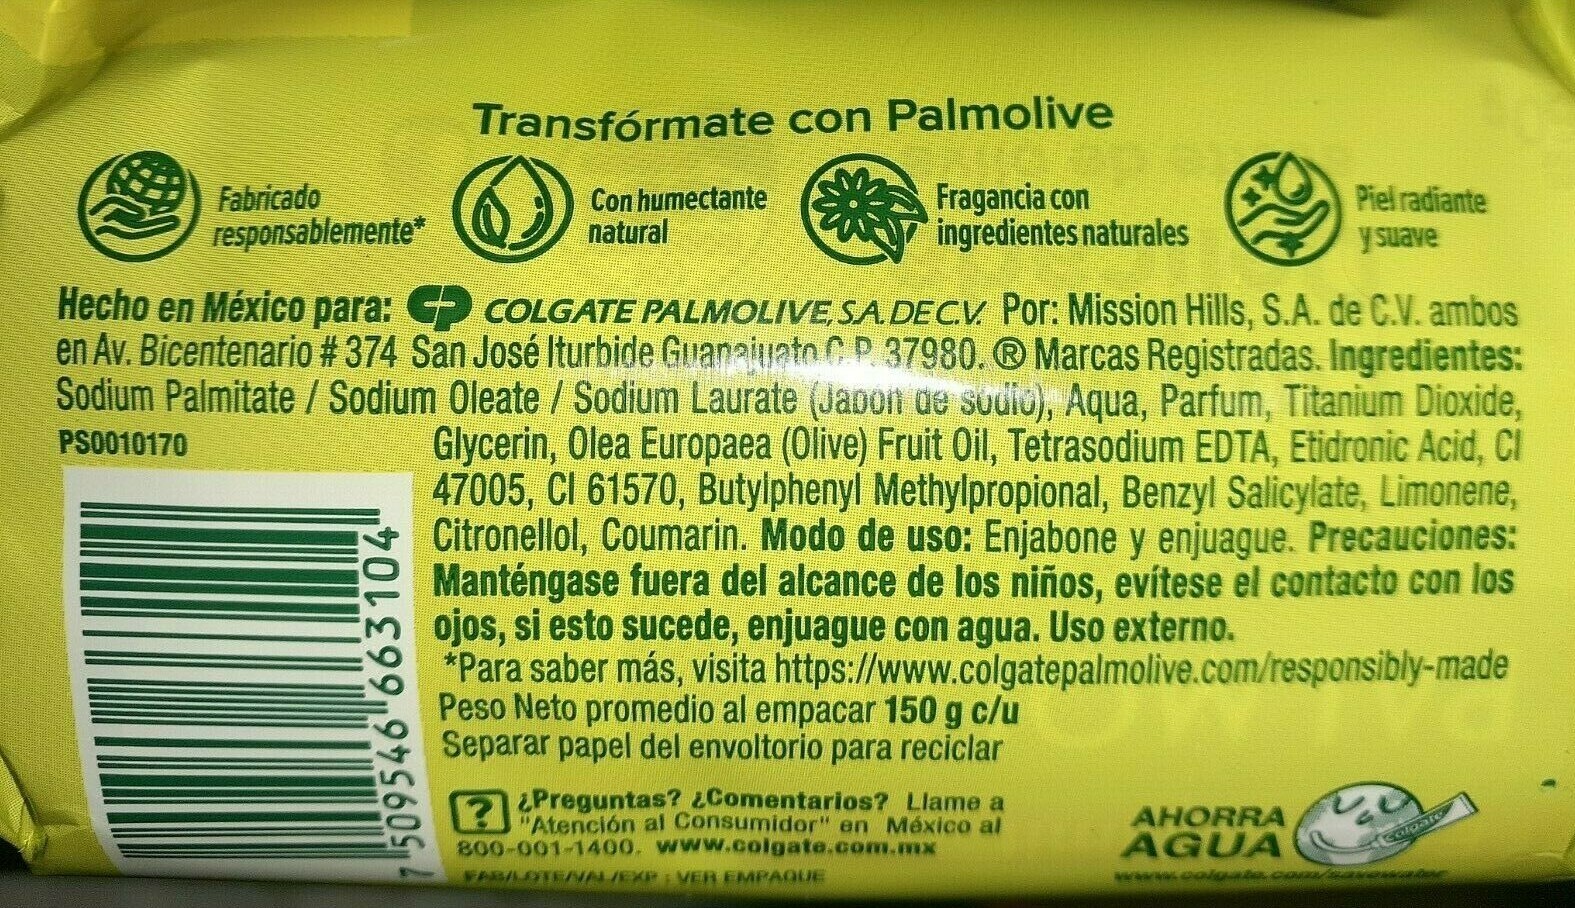 Transfórmate con Palmolive
Fabricado
responsablemente*
Con humectante
natural
Fragancia con
ingredientes naturales
Piel radiante
y suave
Hecho en México para: CP COLGATE PALMOLIVE, S.A. DE C.V. Por: Mission Hills, S.A. de C.V. ambos
en Av. Bicentenario # 374 San José Iturbide Guanajuato C.P. 37980. ® Marcas Registradas. Ingredientes:
Sodium Palmitate / Sodium Oleate / Sodium Laurate (Jabón de sodio), Aqua, Parfum, Titanium Dioxide,
PS0010170
Glycerin, Olea Europaea (Olive) Fruit Oil, Tetrasodium EDTA, Etidronic Acid, CI
47005, CI 61570, Butylphenyl Methylpropional, Benzyl Salicylate, Limonene,
Citronellol, Coumarin. Modo de uso: Enjabone y enjuague. Precauciones:
Manténgase fuera del alcance de los niños, evítese el contacto con los
ojos, si esto sucede, enjuague con agua. Uso externo.
*Para saber más, visita https://www.colgatepalmolive.com/responsibly-made
Peso Neto promedio al empacar 150 g c/u
Separar papel del envoltorio para reciclar
7 509546 663104
? ¿Preguntas? ¿Comentarios? Llame a
"Atención al Consumidor" en México al
800-001-1400. www.colgate.com.mx
FAB/LOTE/VAL/EXP : VER EMPAQUE
AHORRA
AGUA
Colgate
www.colgate.com/savewater